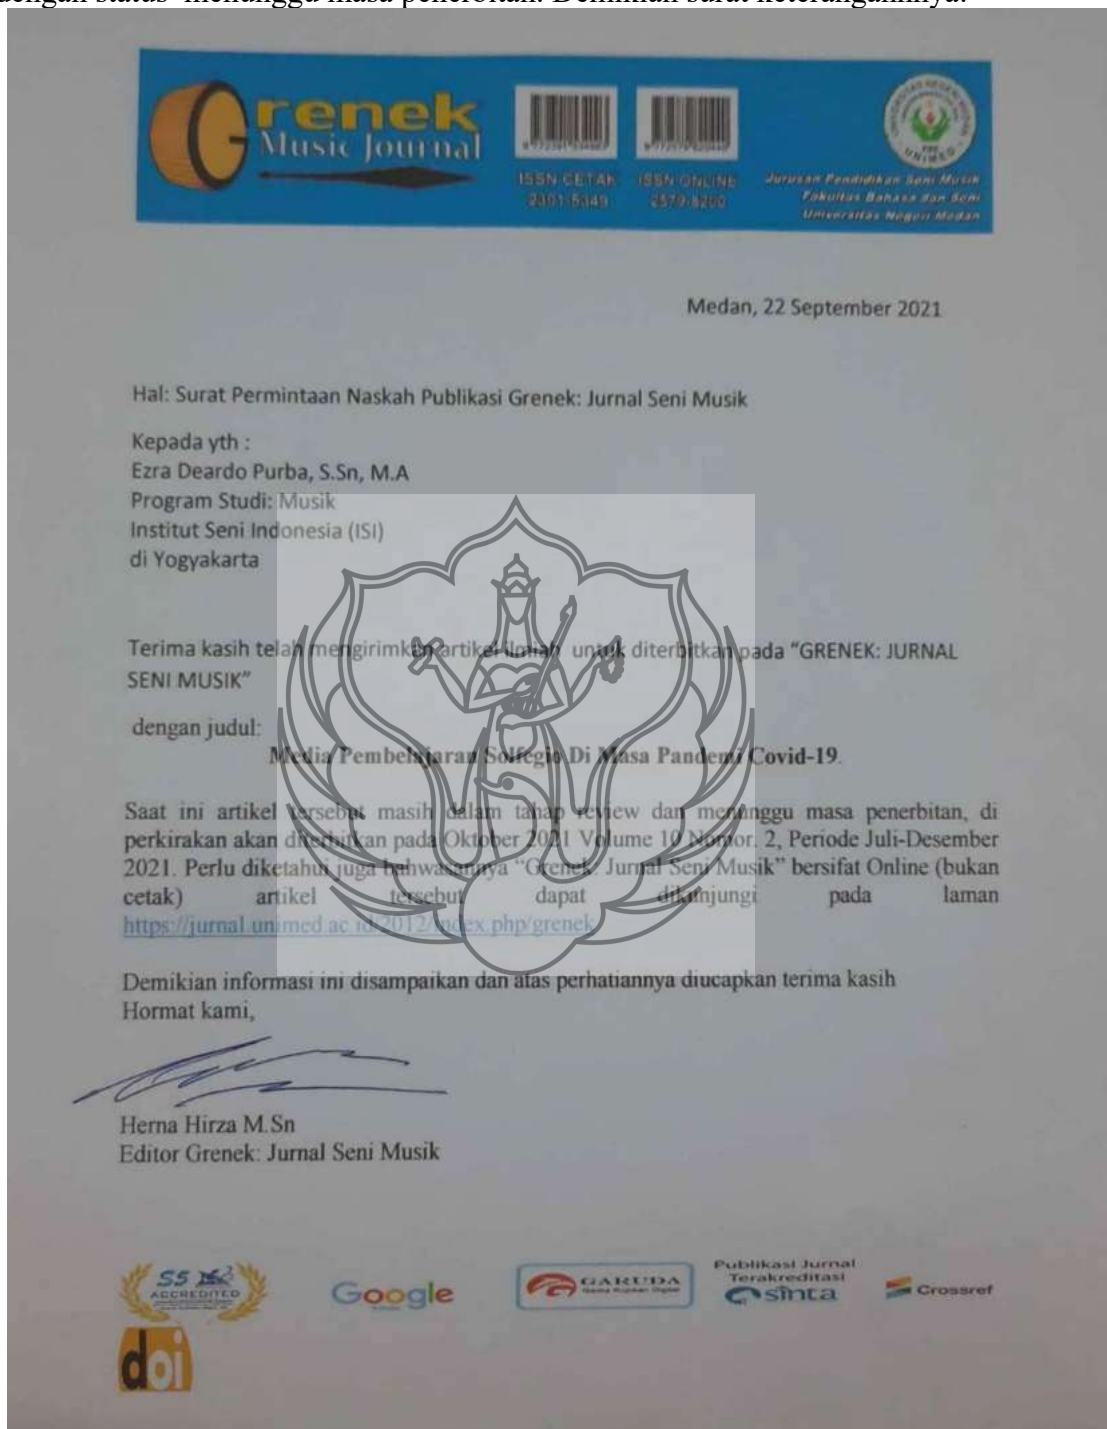 dengan status menunggu masa penerbitan. Demikian surat keterangannnya.
Grenek
Music Journal
ISSN CETAK
ISSN ONLINE
2301-5349
2579-8200
UNIVERSITAS NEGERI MEDAN
UNIMED
Jurusan Pendidikan Seni Musik
Fakultas Bahasa dan Seni
Universitas Negeri Medan
Medan, 22 September 2021
Hal: Surat Permintaan Naskah Publikasi Grenek: Jurnal Seni Musik
Kepada yth :
Ezra Deardo Purba, S.Sn, M.A
Program Studi: Musik
Institut Seni Indonesia (ISI)
di Yogyakarta
Terima kasih telah mengirimkan artikel ilmiah untuk diterbitkan pada “GRENEK: JURNAL
SENI MUSIK”
dengan judul:
Media Pembelajaran Solfegio Di Masa Pandemi Covid-19.
Saat ini artikel tersebut masih dalam tahap review dan menunggu masa penerbitan, di
perkirakan akan diterbitkan pada Oktober 2021 Volume 10 Nomor. 2, Periode Juli-Desember
2021. Perlu diketahui juga bahwasannya “Grenek: Jurnal Seni Musik” bersifat Online (bukan
cetak) artikel tersebut dapat dikunjungi pada laman
https://jurnal.unimed.ac.id/2012/index.php/grenek
Demikian informasi ini disampaikan dan atas perhatiannya diucapkan terima kasih
Hormat kami,
Herna Hirza M.Sn
Editor Grenek: Jurnal Seni Musik
S5
ACCREDITED
Google
GARUDA
Publikasi Jurnal
Terakreditasi
sinta
Crossref
doi